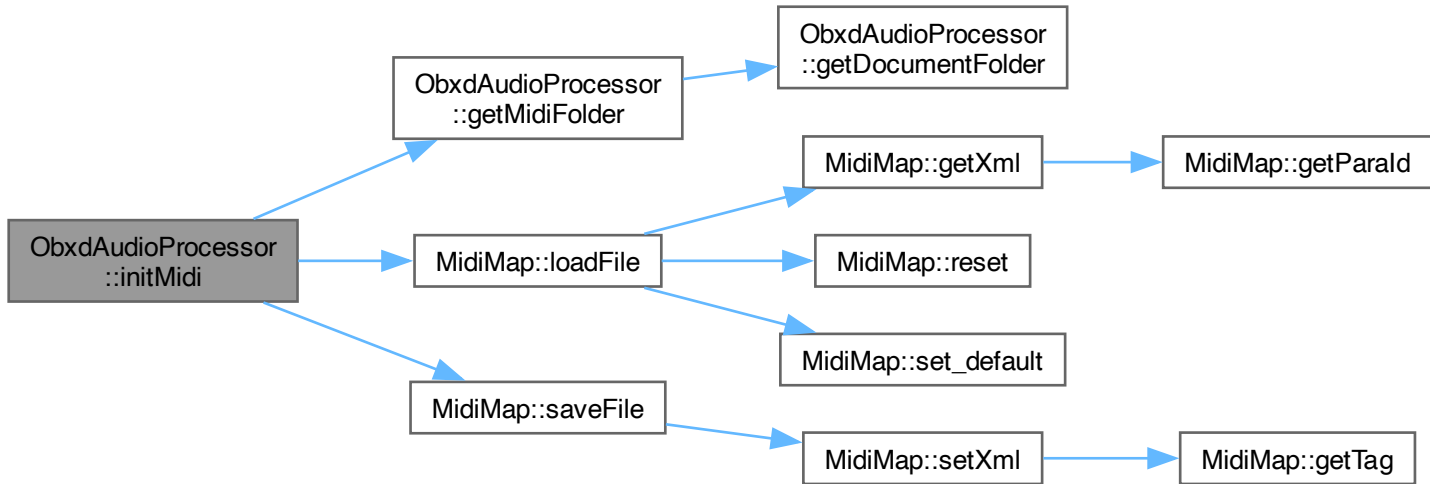 ObxdAudioProcessor
::initMidi
ObxdAudioProcessor
::getMidiFolder
ObxdAudioProcessor
::getDocumentFolder
MidiMap::loadFile
MidiMap::getXml
MidiMap::getParaId
MidiMap::reset
MidiMap::set_default
MidiMap::saveFile
MidiMap::setXml
MidiMap::getTag